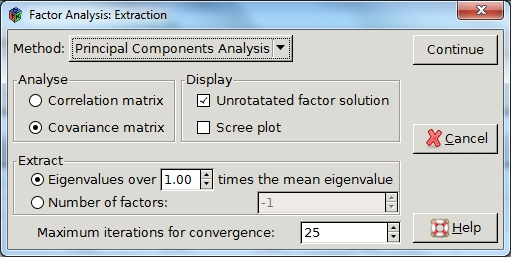 Factor Analysis: Extraction
Method: Principal Components Analysis
Continue
Analyse
Display
Correlation matrix
Unrotatated factor solution
Covariance matrix
Scree plot
Cancel
Extract
Eigenvalues over 1.00 times the mean eigenvalue
Number of factors: -1
Maximum iterations for convergence: 25
Help